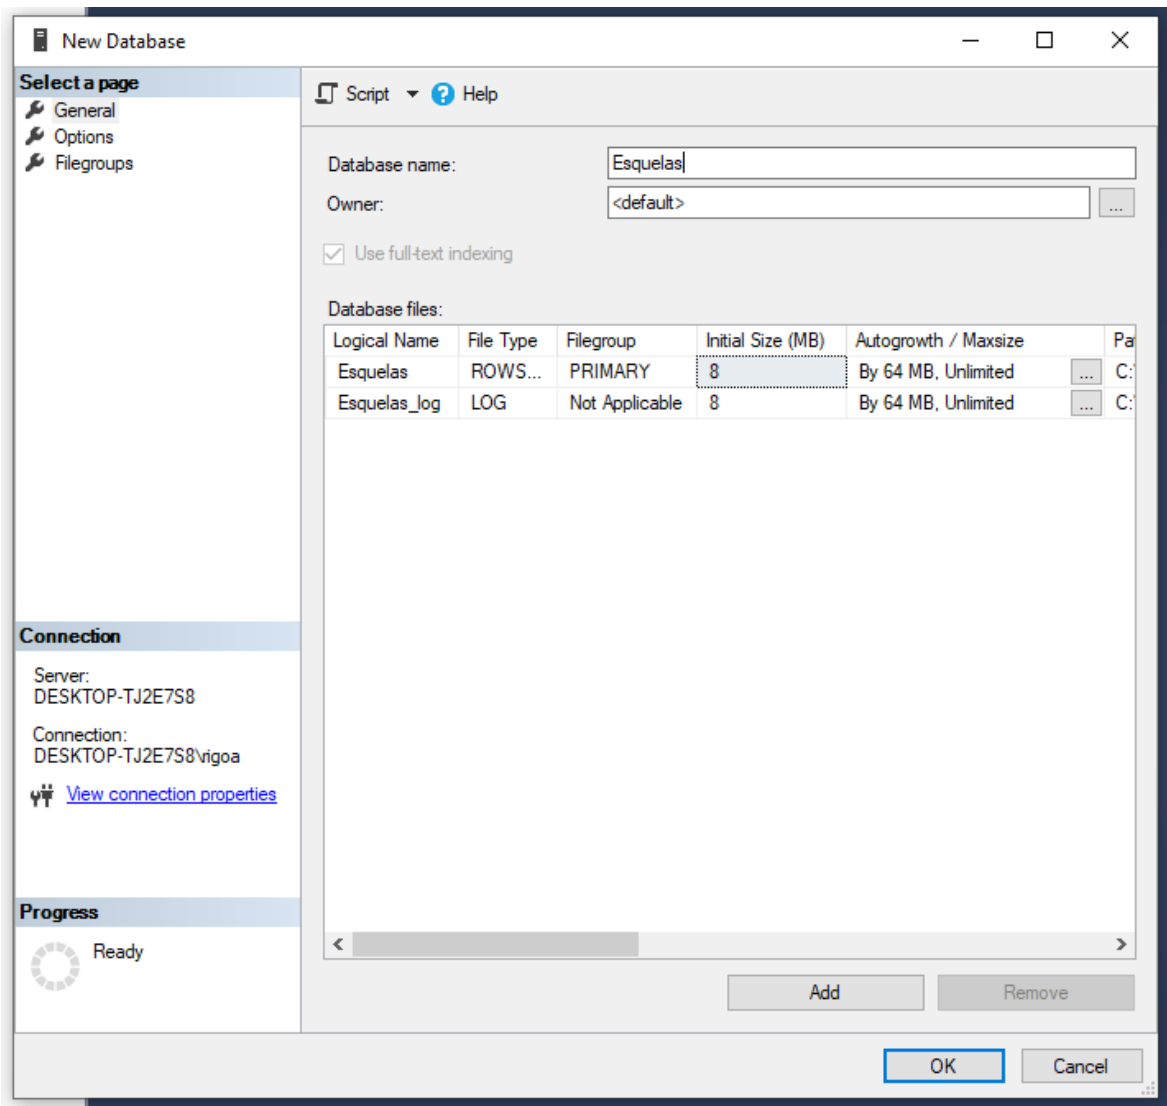 New Database
Select a page
General
Options
Filegroups
Script
Help
Database name:
Esquelas
Owner:
<default>
...
Use full-text indexing
Database files:
Logical Name File Type Filegroup Initial Size (MB) Autogrowth / Maxsize Pa
Esquelas ROWS... PRIMARY 8 By 64 MB, Unlimited ... C:
Esquelas_log LOG Not Applicable 8 By 64 MB, Unlimited ... C:
Connection
Server:
DESKTOP-TJ2E7S8
Connection:
DESKTOP-TJ2E7S8\rigoa
View connection properties
Progress
Ready
Add
Remove
OK
Cancel